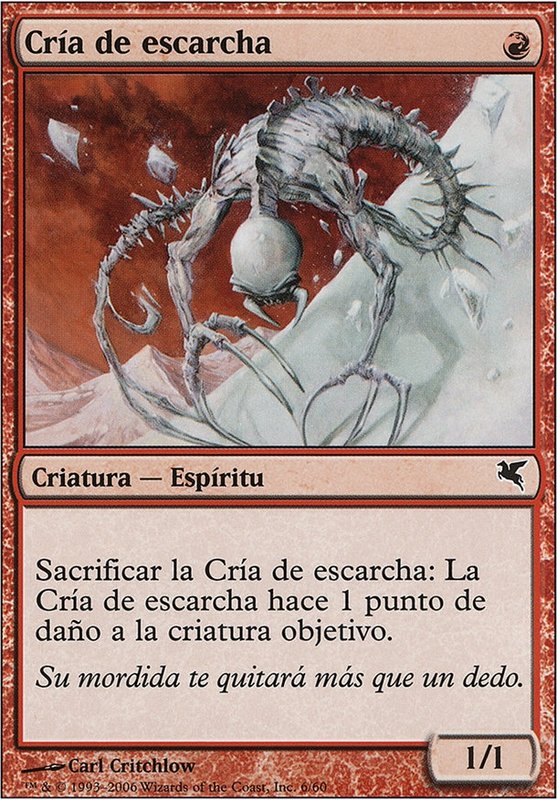 Cría de escarcha
Criatura — Espíritu
Sacrificar la Cría de escarcha: La
Cría de escarcha hace 1 punto de
daño a la criatura objetivo.
Su mordida te quitará más que un dedo.
Carl Critchlow
1/1
™ & © 1993–2006 Wizards of the Coast, Inc. 6/60